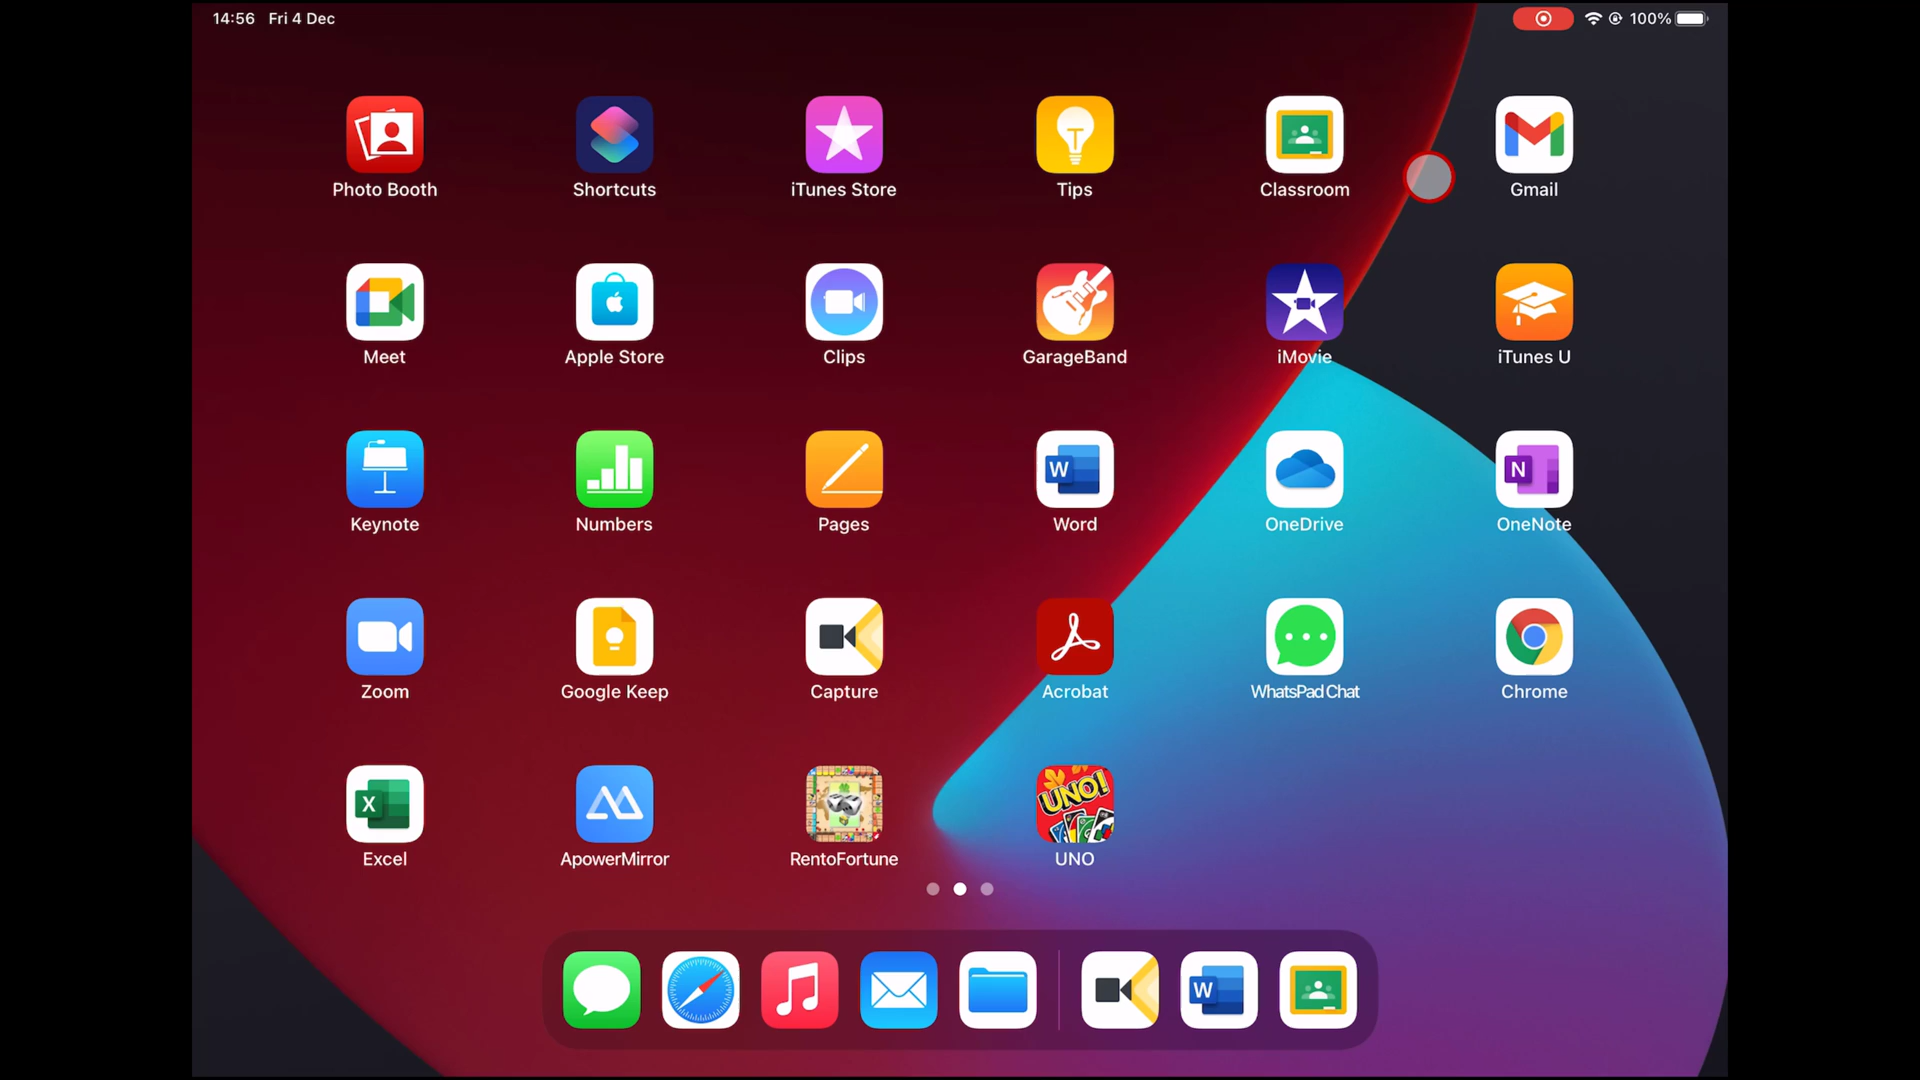 14:56 Fri 4 Dec 100%
Photo Booth Shortcuts iTunes Store Tips Classroom Gmail
Meet Apple Store Clips GarageBand iMovie iTunes U
W N
Keynote Numbers Pages Word OneDrive OneNote
Zoom Google Keep Capture Acrobat WhatsPad Chat Chrome
X UNO!
Excel ApowerMirror RentoFortune UNO
W